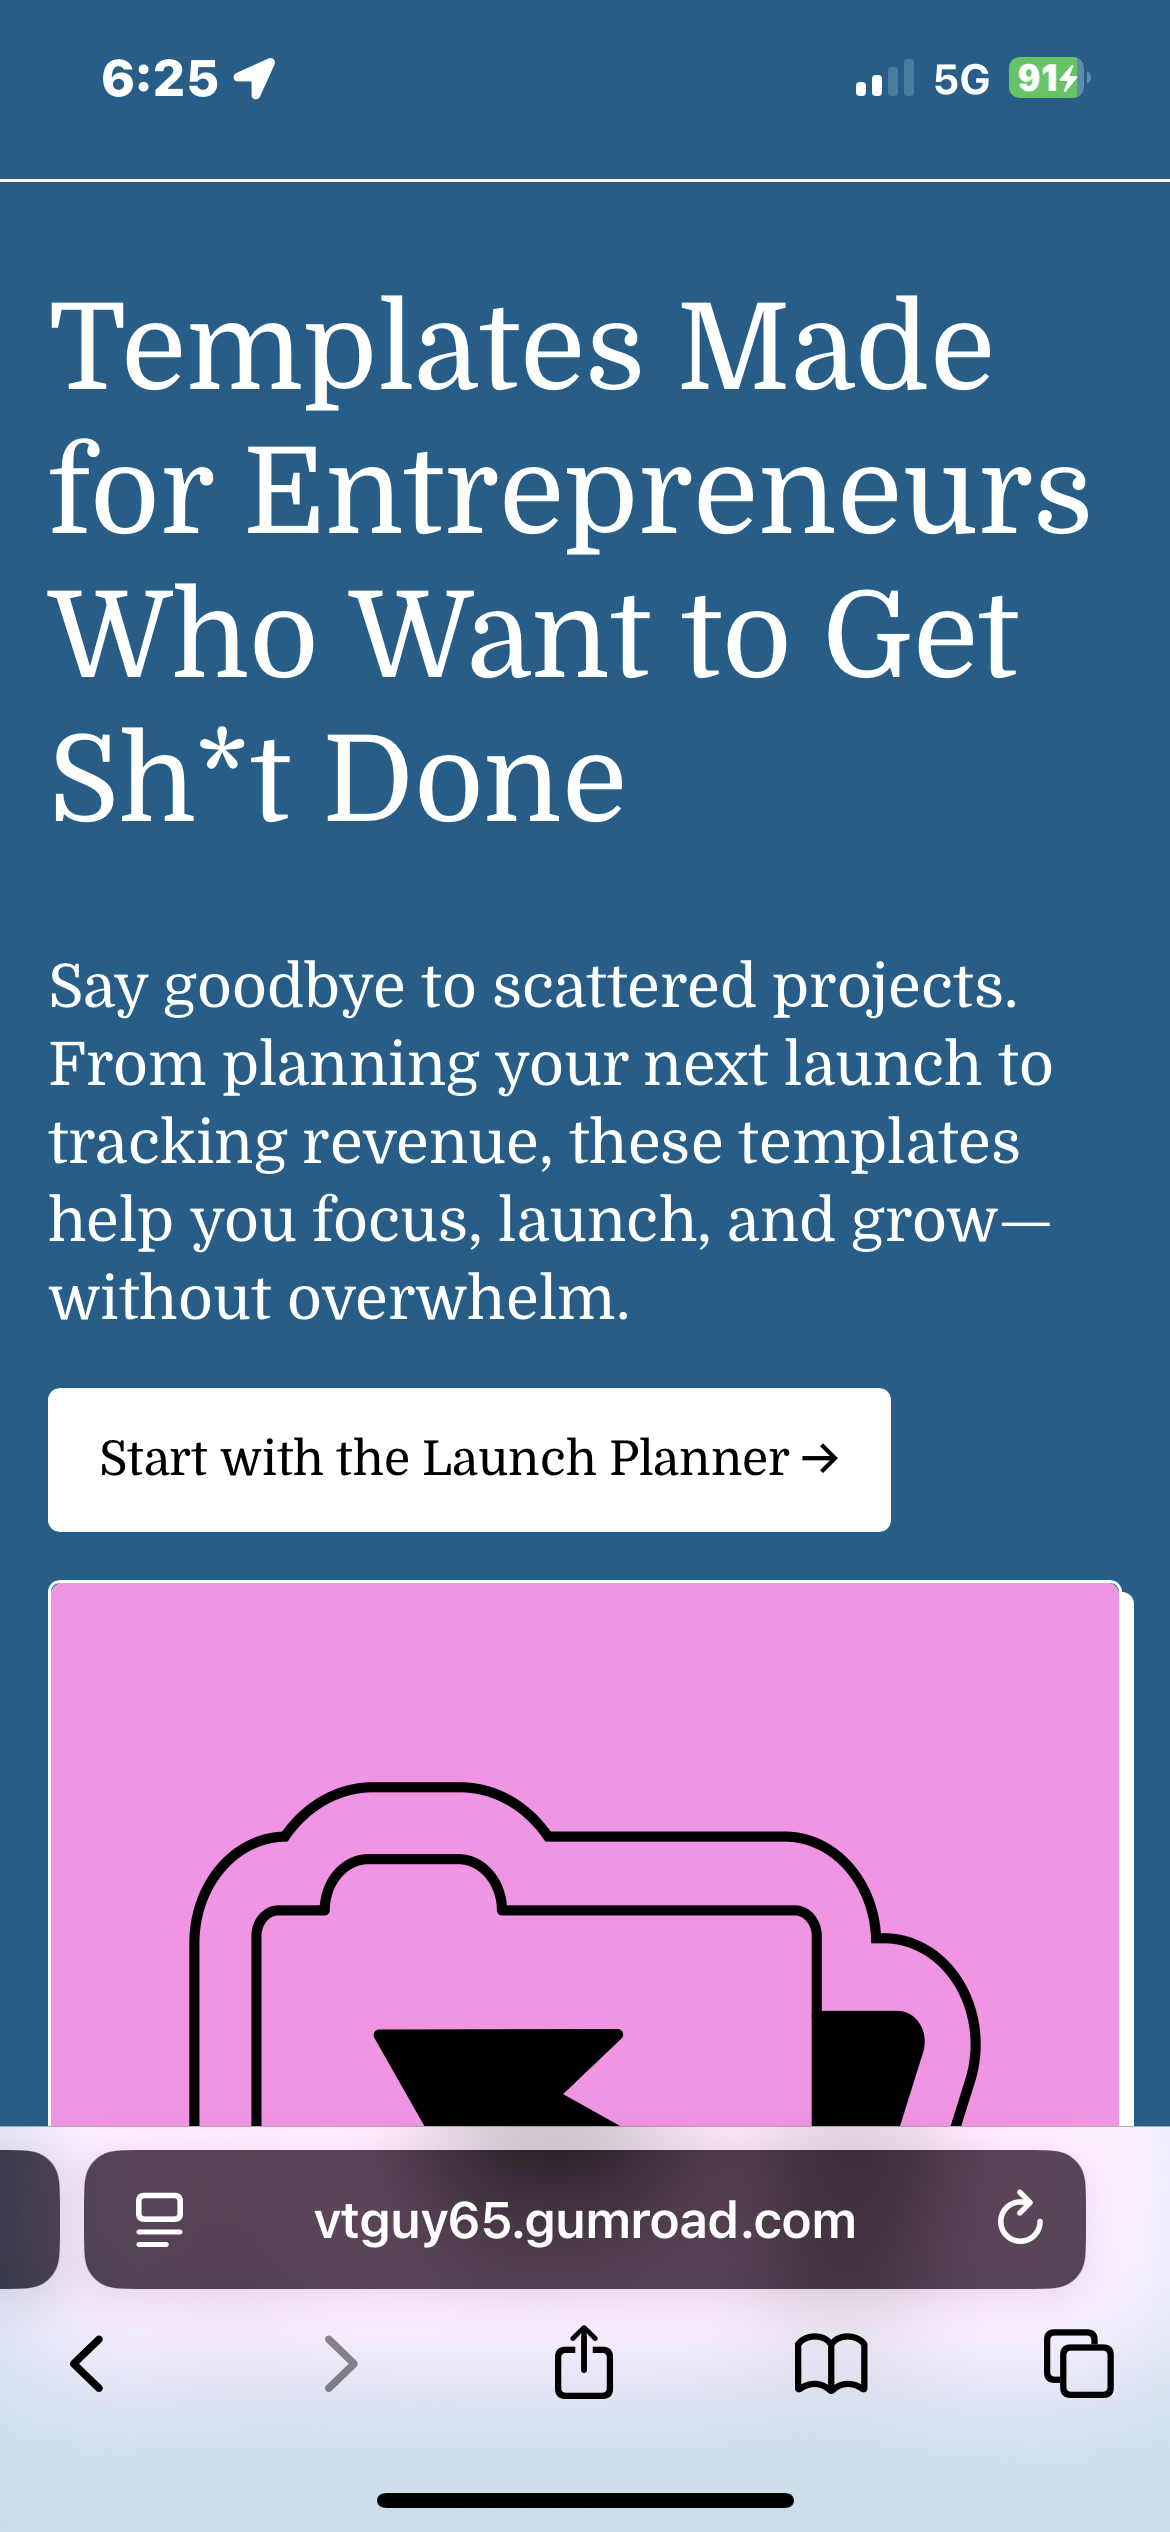 6:25
5G
91
Templates Made
for Entrepreneurs
Who Want to Get
Sh*t Done
Say goodbye to scattered projects.
From planning your next launch to
tracking revenue, these templates
help you focus, launch, and grow—
without overwhelm.
Start with the Launch Planner →
vtguy65.gumroad.com